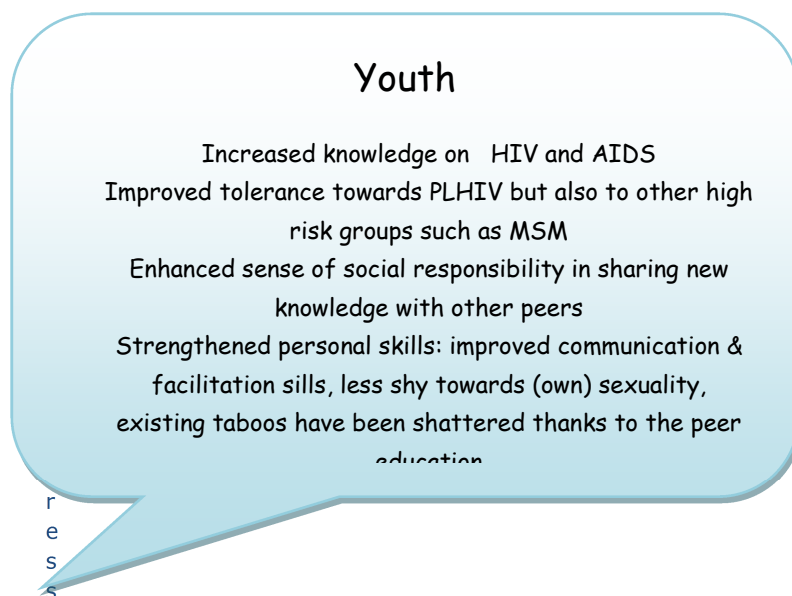 Youth
Increased knowledge on HIV and AIDS
Improved tolerance towards PLHIV but also to other high
risk groups such as MSM
Enhanced sense of social responsibility in sharing new
knowledge with other peers
Strengthened personal skills: improved communication &
facilitation sills, less shy towards (own) sexuality,
existing taboos have been shattered thanks to the peer
education
r
e
s
s